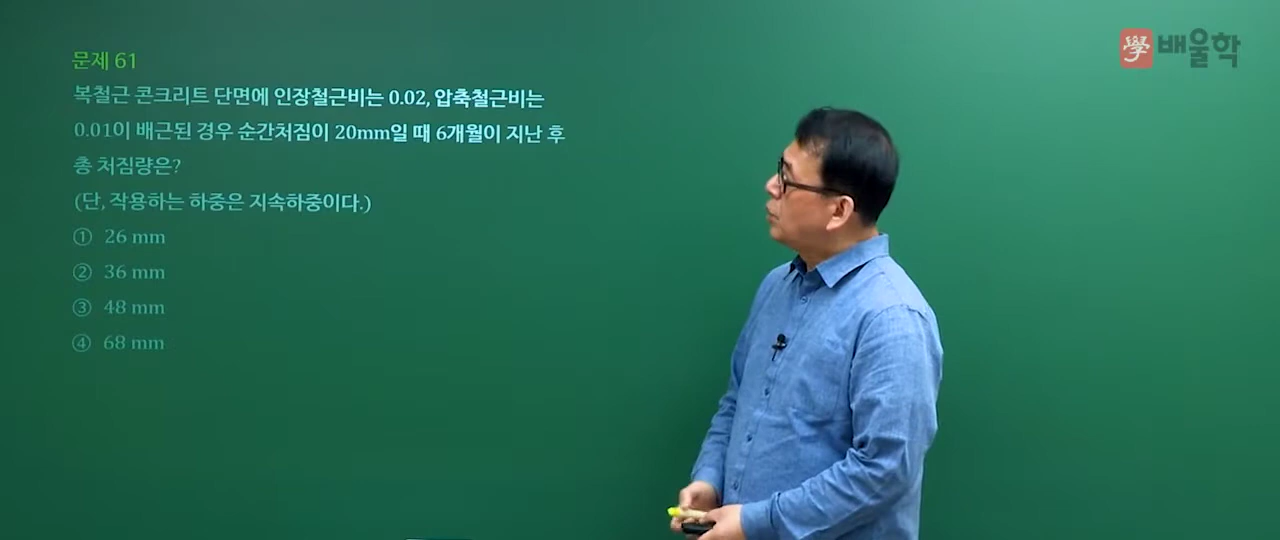 學 배울학
문제 61
복철근 콘크리트 단면에 인장철근비는 0.02, 압축철근비는
0.01이 배근된 경우 순간처짐이 20mm일 때 6개월이 지난 후
총 처짐량은?
(단, 작용하는 하중은 지속하중이다.)
① 26 mm
② 36 mm
③ 48 mm
④ 68 mm